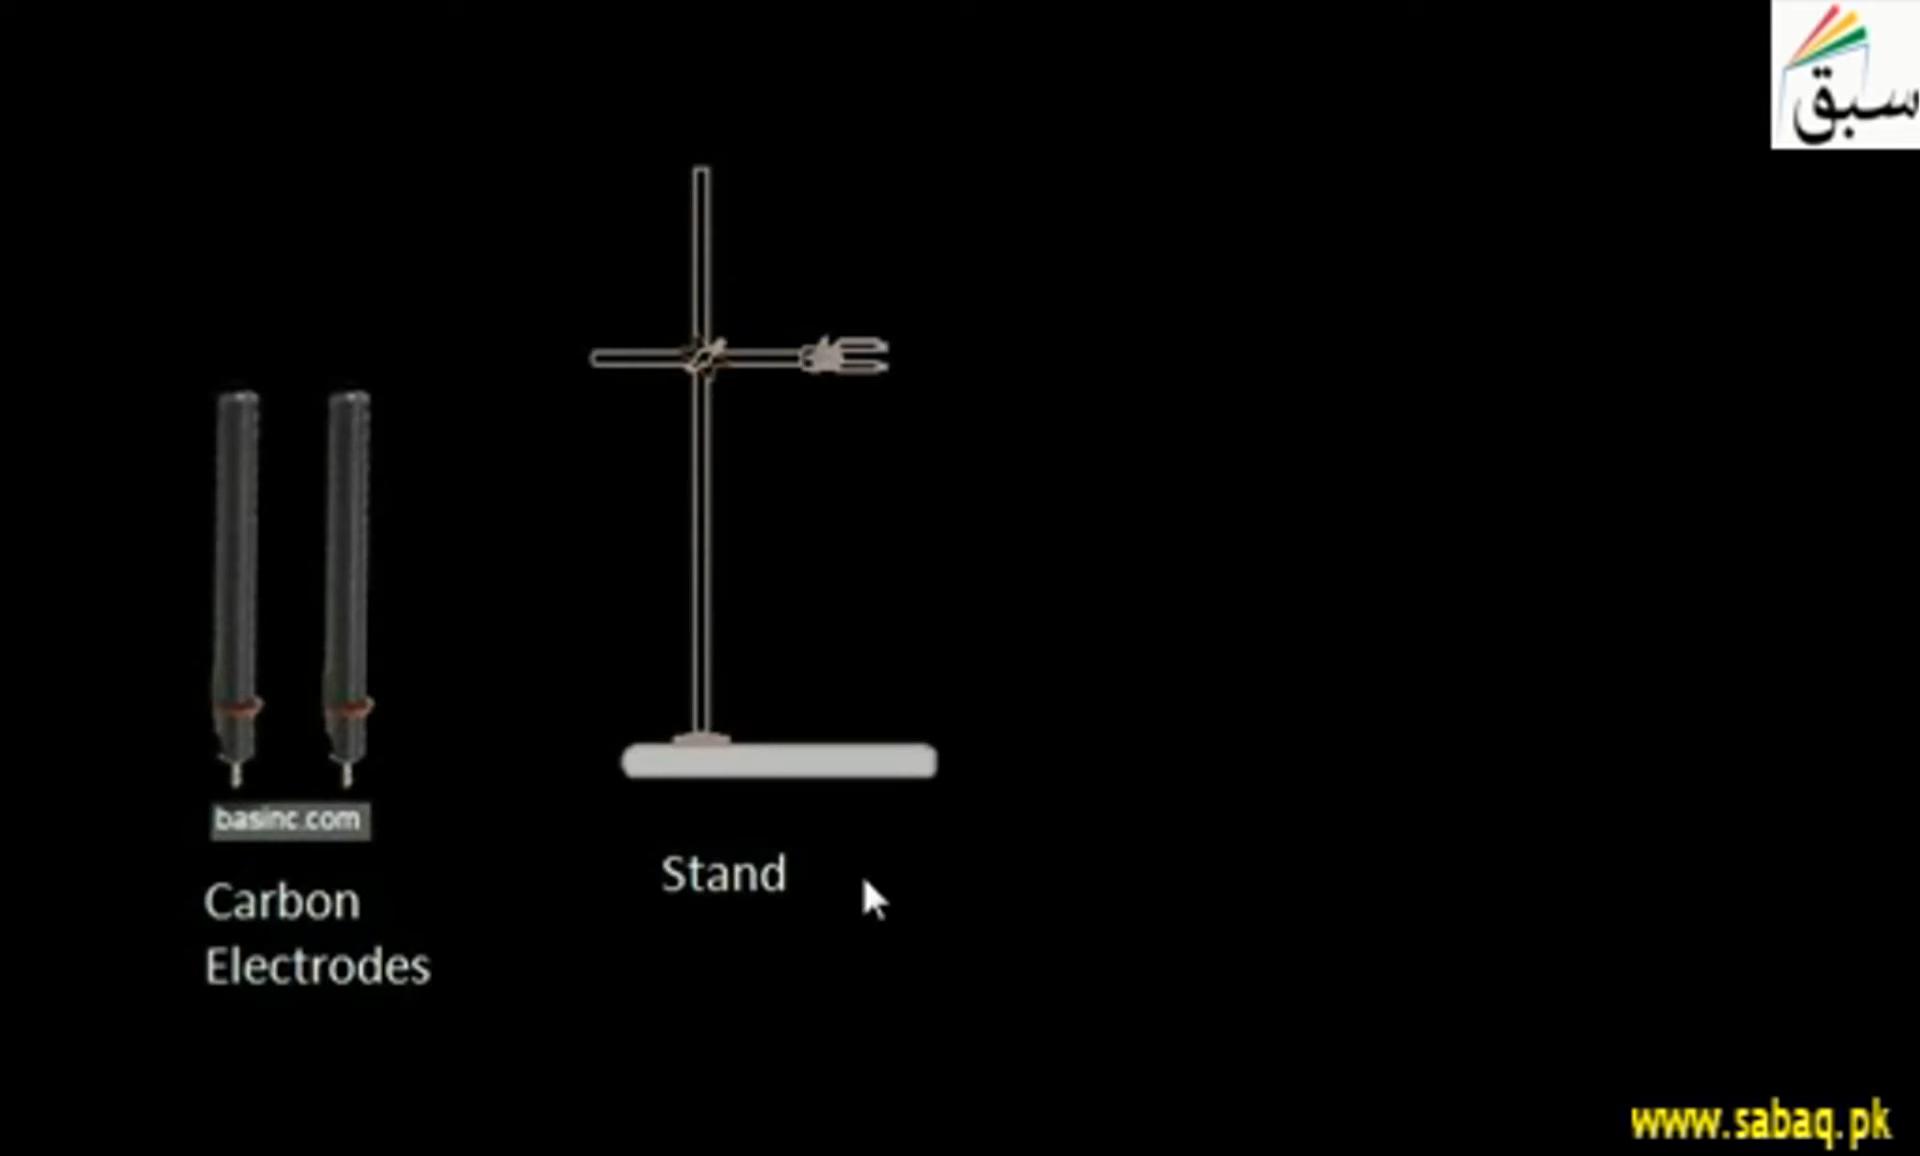 سبق
basinc.com
Stand
Carbon
Electrodes
www.sabaq.pk